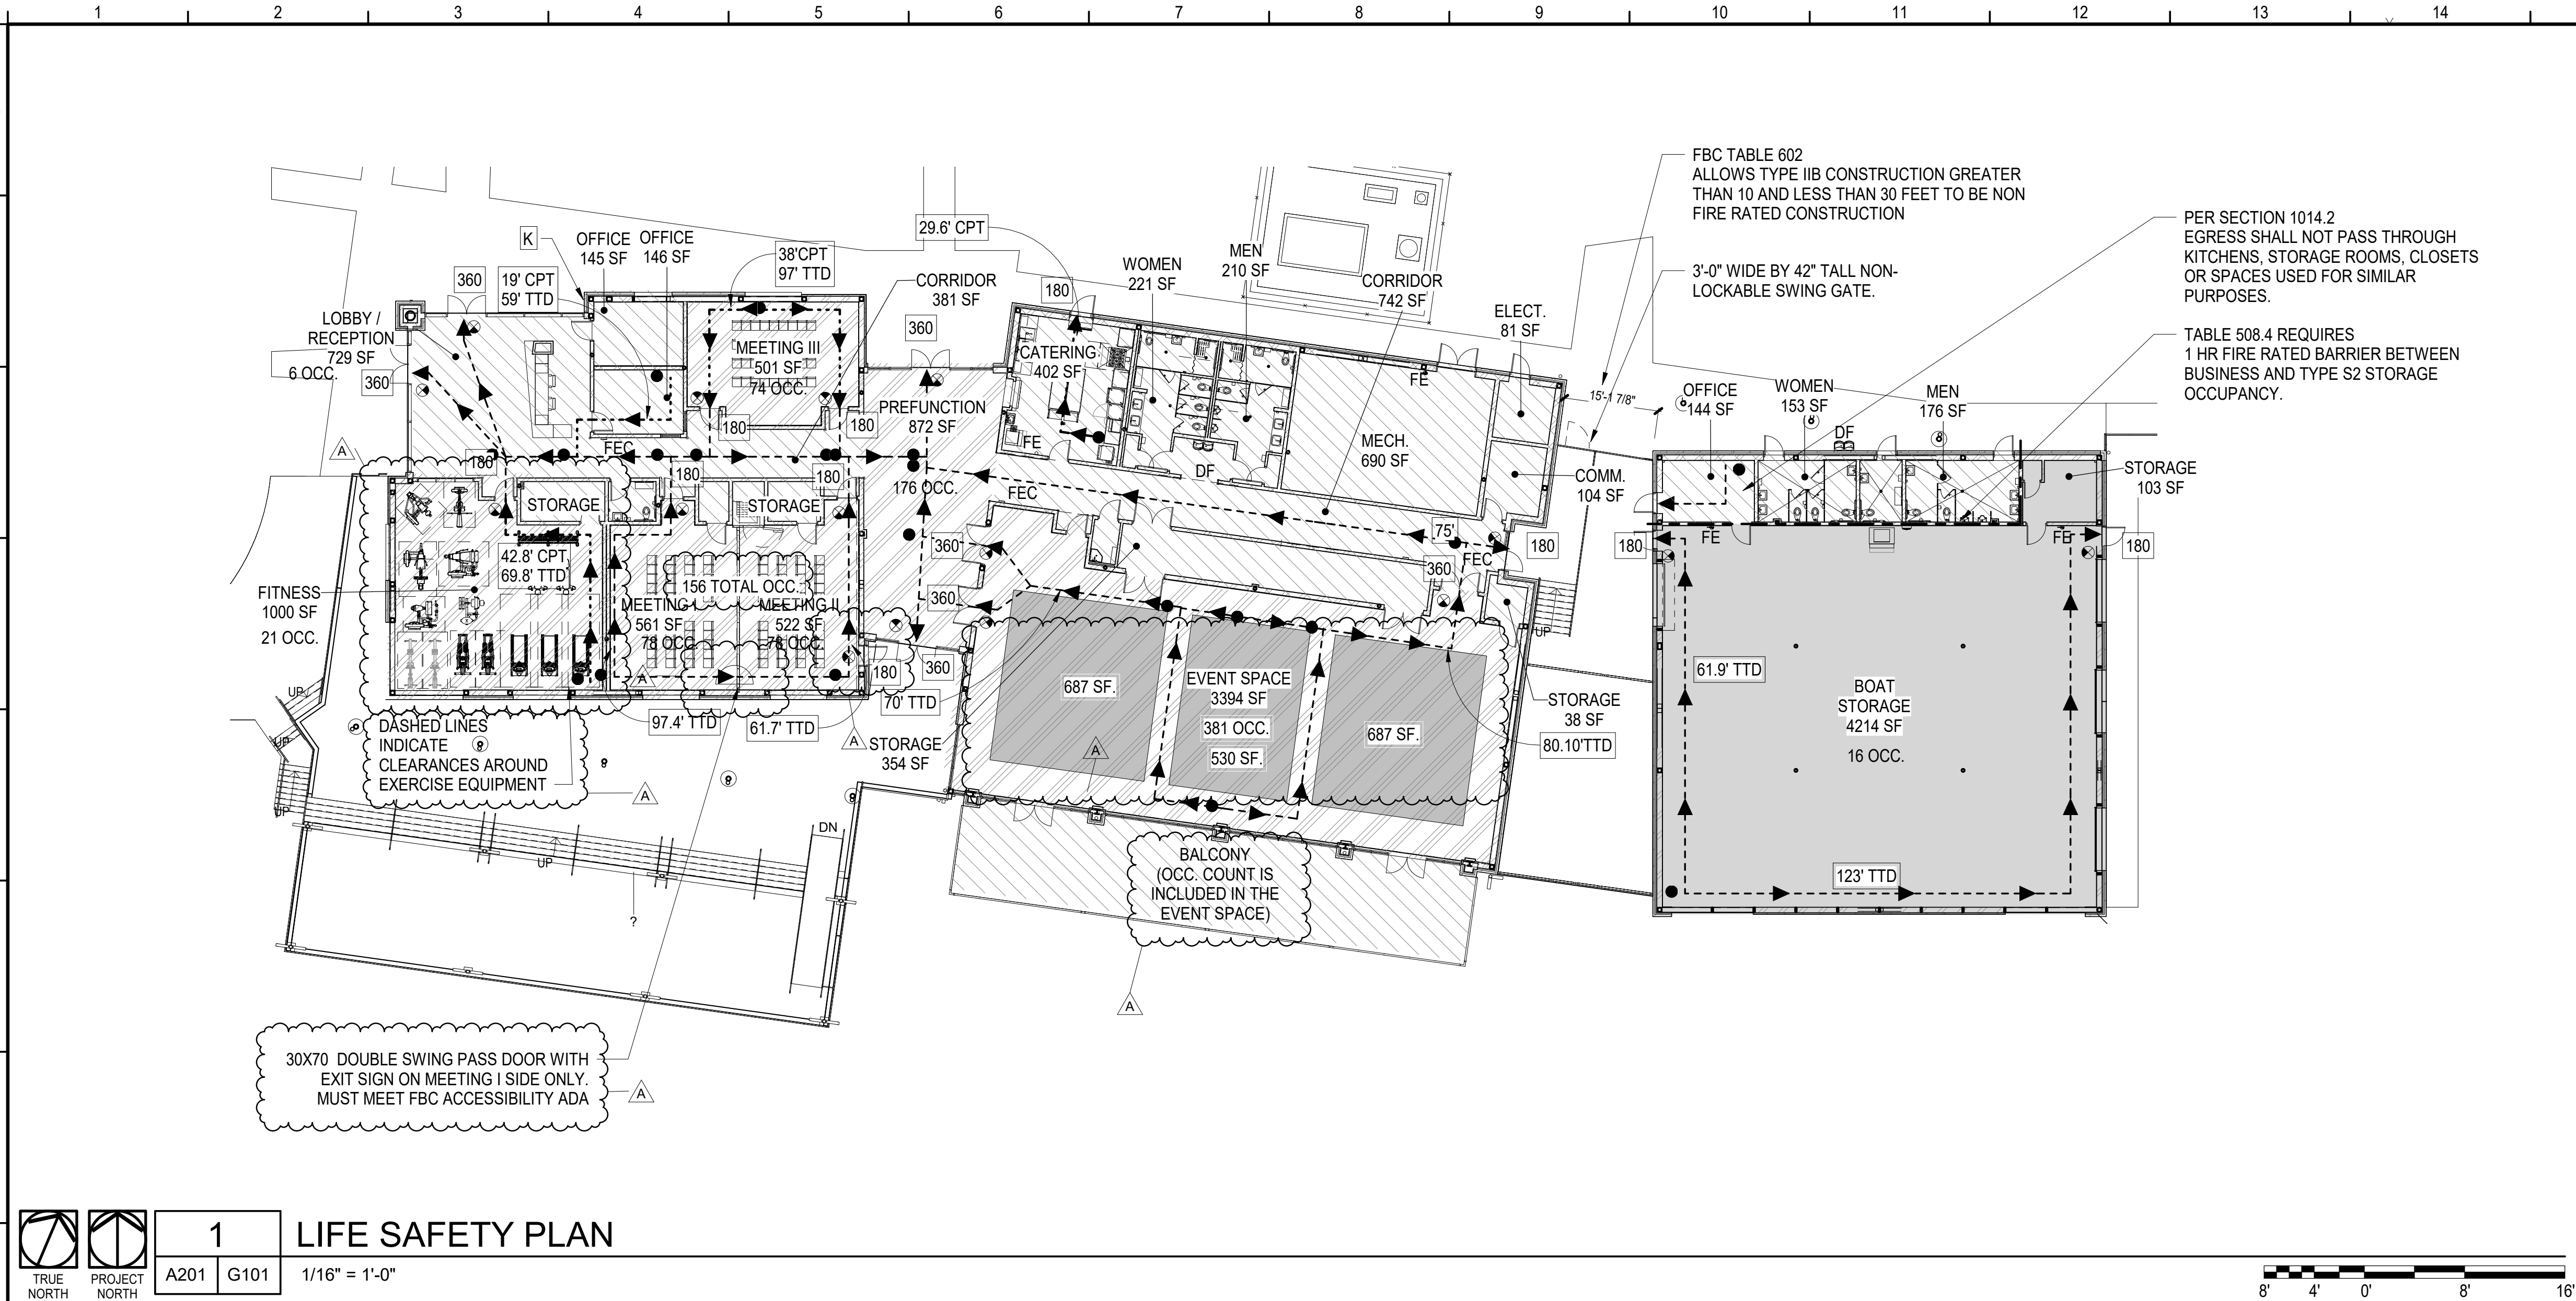 1 2 3 4 5 6 7 8 9 10 11 12 13 14
FBC TABLE 602
ALLOWS TYPE IIB CONSTRUCTION GREATER
THAN 10 AND LESS THAN 30 FEET TO BE NON
FIRE RATED CONSTRUCTION
3'-0" WIDE BY 42" TALL NON-
LOCKABLE SWING GATE.
PER SECTION 1014.2
EGRESS SHALL NOT PASS THROUGH
KITCHENS, STORAGE ROOMS, CLOSETS
OR SPACES USED FOR SIMILAR
PURPOSES.
TABLE 508.4 REQUIRES
1 HR FIRE RATED BARRIER BETWEEN
BUSINESS AND TYPE S2 STORAGE
OCCUPANCY.
K
OFFICE
145 SF
OFFICE
146 SF
38'CPT
97' TTD
29.6' CPT
CORRIDOR
381 SF
360
19' CPT
59' TTD
LOBBY /
RECEPTION
729 SF
6 OCC.
360
MEETING III
501 SF
74 OCC.
360
180
180
180
PREFUNCTION
872 SF
176 OCC.
CATERING
402 SF
FE
WOMEN
221 SF
MEN
210 SF
DF
CORRIDOR
742 SF
MECH.
690 SF
FE
ELECT.
81 SF
COMM.
104 SF
15'-1 7/8"
OFFICE
144 SF
WOMEN
153 SF
DF
MEN
176 SF
STORAGE
103 SF
A
FEC
180
180
180
STORAGE
STORAGE
FEC
42.8' CPT
69.8' TTD
FITNESS
1000 SF
21 OCC.
156 TOTAL OCC.
MEETING I
561 SF
78 OCC.
MEETING II
522 SF
78 OCC.
A
360
360
360
180
75'
FEC
360
180
UP
180
FE
FE
180
61.9' TTD
BOAT
STORAGE
4214 SF
16 OCC.
123' TTD
687 SF.
EVENT SPACE
3394 SF
381 OCC.
530 SF.
687 SF.
A
STORAGE
38 SF
80.10'TTD
70' TTD
STORAGE
354 SF
97.4' TTD
61.7' TTD
A
DASHED LINES
INDICATE
CLEARANCES AROUND
EXERCISE EQUIPMENT
A
UP
UP
UP
UP
DN
?
BALCONY
(OCC. COUNT IS
INCLUDED IN THE
EVENT SPACE)
A
30X70 DOUBLE SWING PASS DOOR WITH
EXIT SIGN ON MEETING I SIDE ONLY.
MUST MEET FBC ACCESSIBILITY ADA
A
TRUE
NORTH
PROJECT
NORTH
1
A201 G101
LIFE SAFETY PLAN
1/16" = 1'-0"
8' 4' 0' 8' 16'